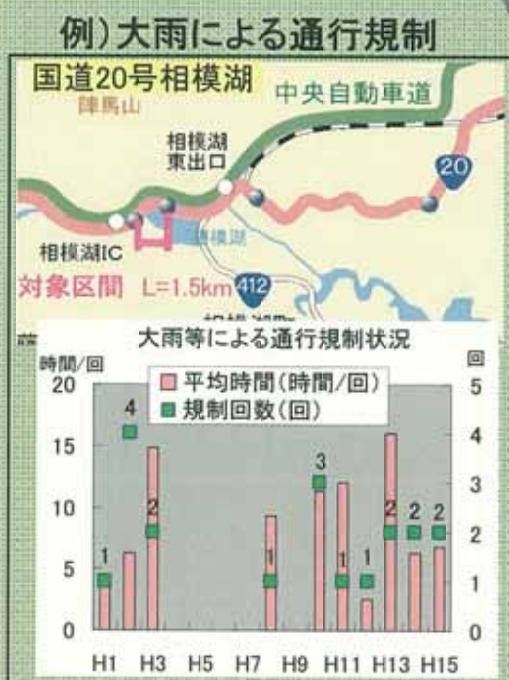 例)大雨による通行規制
国道20号相模湖
陣馬山
中央自動車道
相模湖
東出口
20
相模湖IC
相模湖
対象区間 L=1.5km
412
大雨等による通行規制状況
時間/回
回
平均時間(時間/回)
規制回数(回)
20
15
10
5
0
5
4
3
2
1
0
1
4
2
1
3
1
1
2
2
2
H1
H3
H5
H7
H9
H11
H13
H15